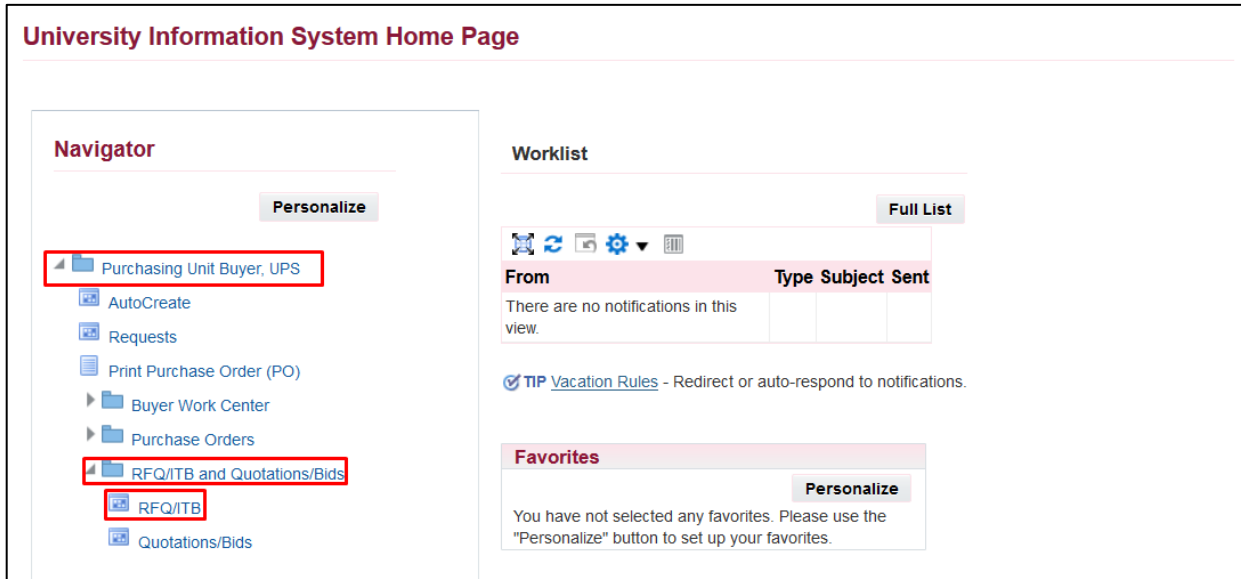 University Information System Home Page
Navigator
Personalize
Purchasing Unit Buyer, UPS
AutoCreate
Requests
Print Purchase Order (PO)
Buyer Work Center
Purchase Orders
RFQ/ITB and Quotations/Bids
RFQ/ITB
Quotations/Bids
Worklist
Full List
From Type Subject Sent
There are no notifications in this
view.
TIP Vacation Rules - Redirect or auto-respond to notifications.
Favorites
Personalize
You have not selected any favorites. Please use the
"Personalize" button to set up your favorites.